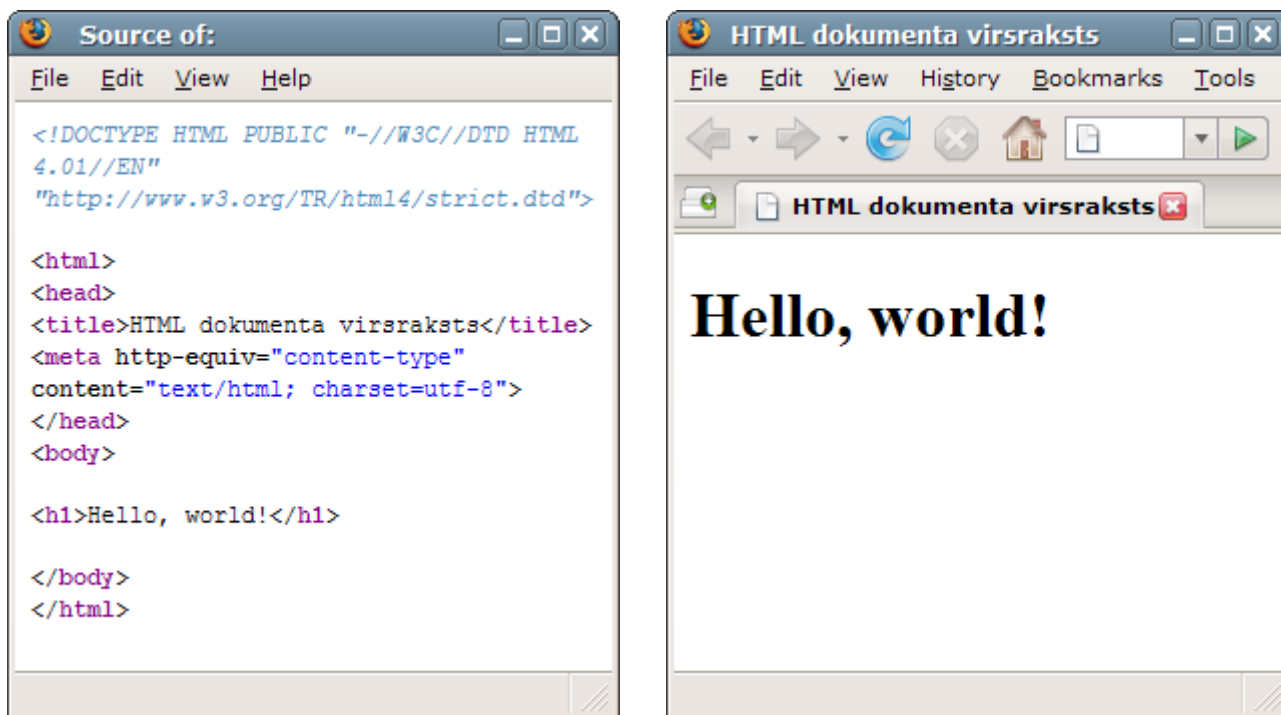 Source of:
File Edit View Help
<!DOCTYPE HTML PUBLIC "-//W3C//DTD HTML
4.01//EN"
"http://www.w3.org/TR/html4/strict.dtd">
<html>
<head>
<title>HTML dokumenta virsraksts</title>
<meta http-equiv="content-type"
content="text/html; charset=utf-8">
</head>
<body>
<h1>Hello, world!</h1>
</body>
</html>
HTML dokumenta virsraksts
File Edit View History Bookmarks Tools
HTML dokumenta virsraksts
Hello, world!